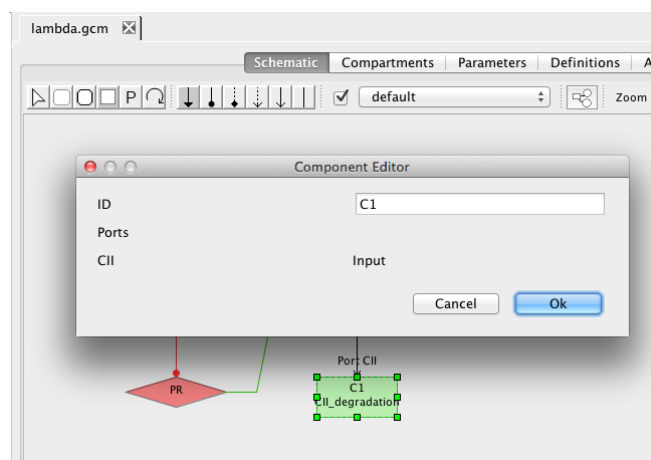 lambda.gcm
Schematic Compartments Parameters Definitions A
P default Zoom
Component Editor
ID C1
Ports
CII Input
Cancel Ok
Port CII
PR
C1
CII_degradation